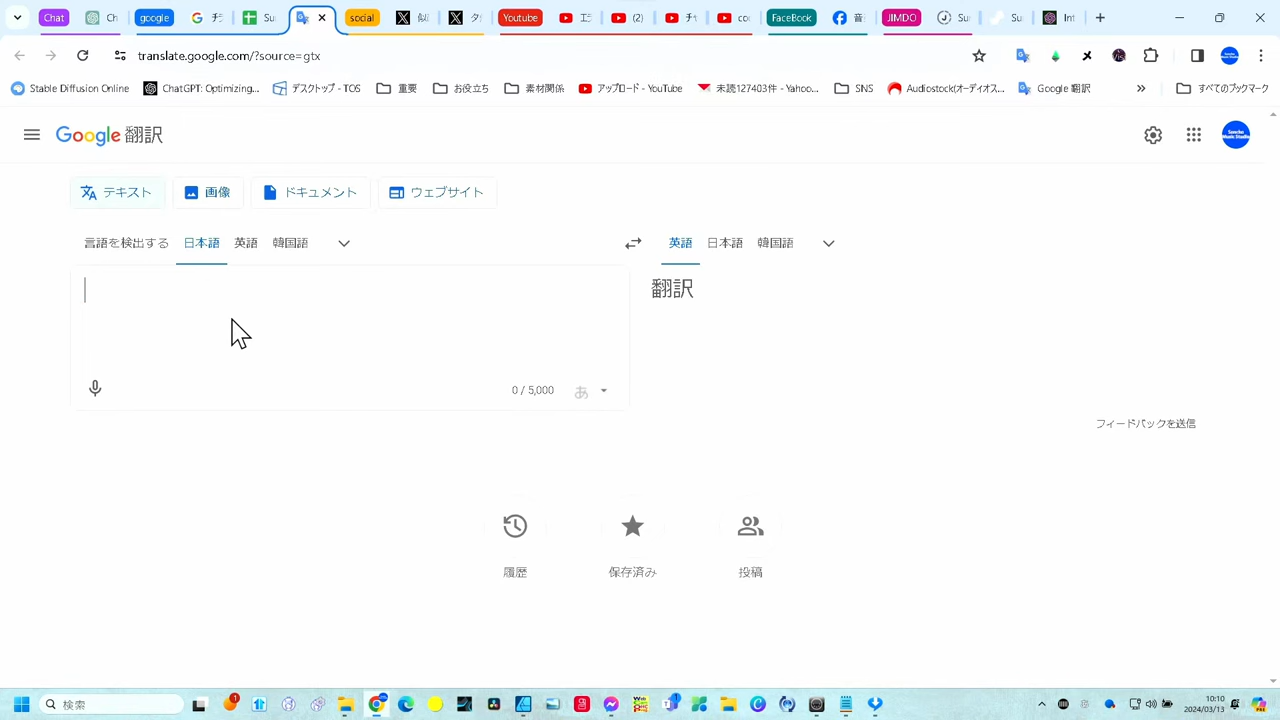 Chat Ch google チ Su social 似 タ Youtube エ (2) チャ co FaceBook 音 JIMDO Su Su Int
translate.google.com/?source=gtx
Stable Diffusion Online ChatGPT: Optimizing... デスクトップ - TOS 重要 お役立ち 素材関係 アップロード - YouTube 未読127403件 - Yahoo... SNS Audiostock(オーディオス... Google 翻訳 » すべてのブックマーク
Google 翻訳
テキスト 画像 ドキュメント ウェブサイト
言語を検出する 日本語 英語 韓国語 英語 日本語 韓国語
翻訳
0 / 5,000 あ
フィードバックを送信
履歴 保存済み 投稿
検索 10:10
2024/03/13